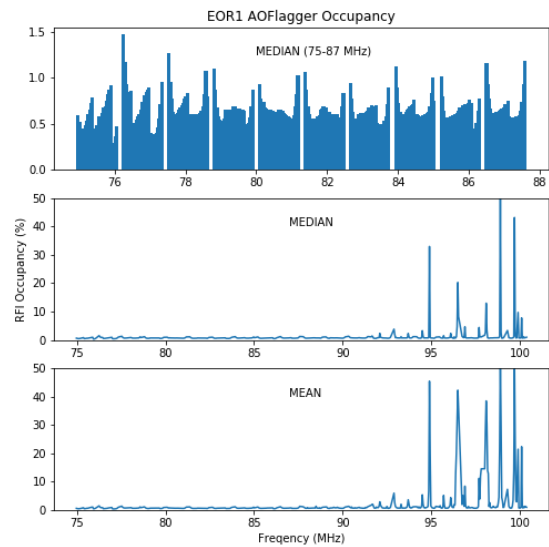 EOR1 AOFlagger Occupancy
1.5
MEDIAN (75-87 MHz)
1.0
0.5
0.0
76 78 80 82 84 86 88
50
MEDIAN
40
30
20
10
0
RFI Occupancy (%)
75 80 85 90 95 100
50
MEAN
40
30
20
10
0
75 80 85 90 95 100
Freqency (MHz)